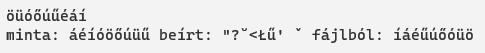 öüóőúűéáí
minta: áéíóöőúüű beírt: "?˘<Łű' ˇ fájlból: íáéűúőóüö